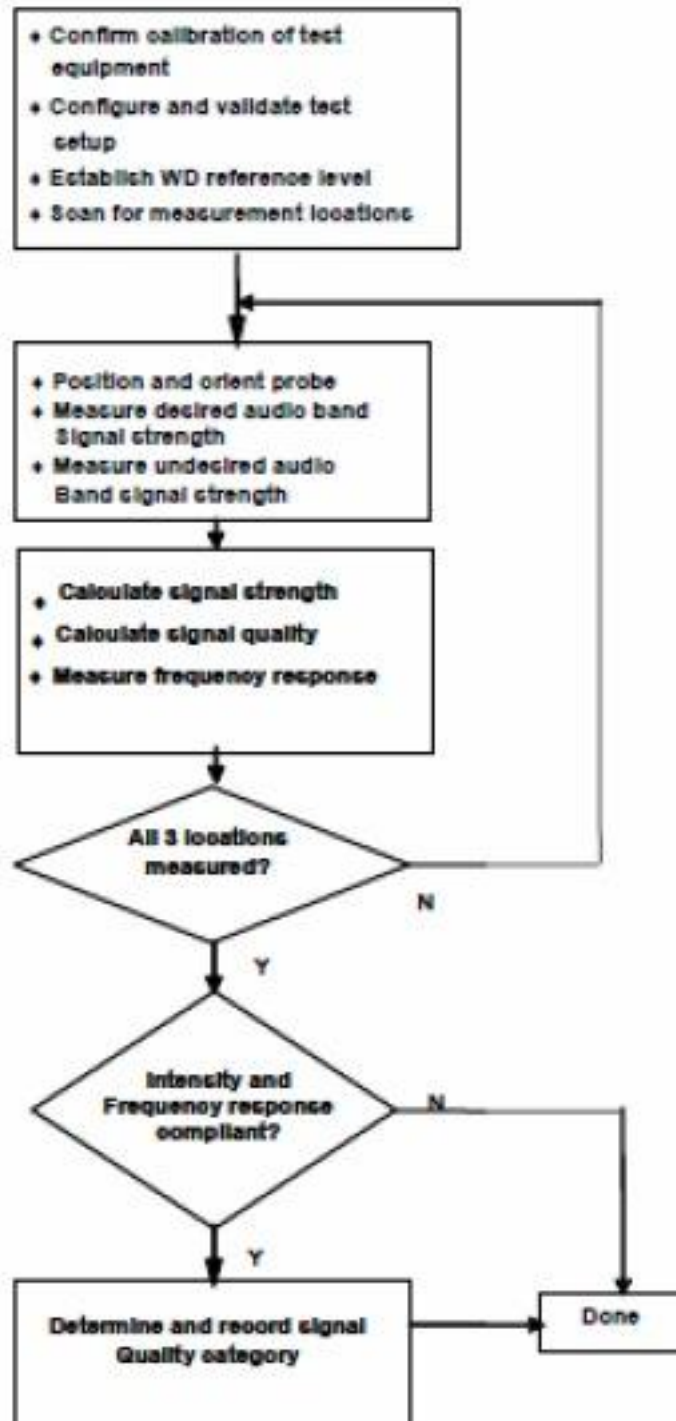 ♦ Confirm calibration of test
equipment
♦ Configure and validate test
setup
♦ Establish WD reference level
♦ Scan for measurement locations
♦ Position and orient probe
♦ Measure desired audio band
Signal strength
♦ Measure undesired audio
Band signal strength
♦ Calculate signal strength
♦ Calculate signal quality
♦ Measure frequency response
All 3 locations
measured?
N
Y
Intensity and
Frequency response
compliant?
N
Y
Determine and record signal
Quality category
Done